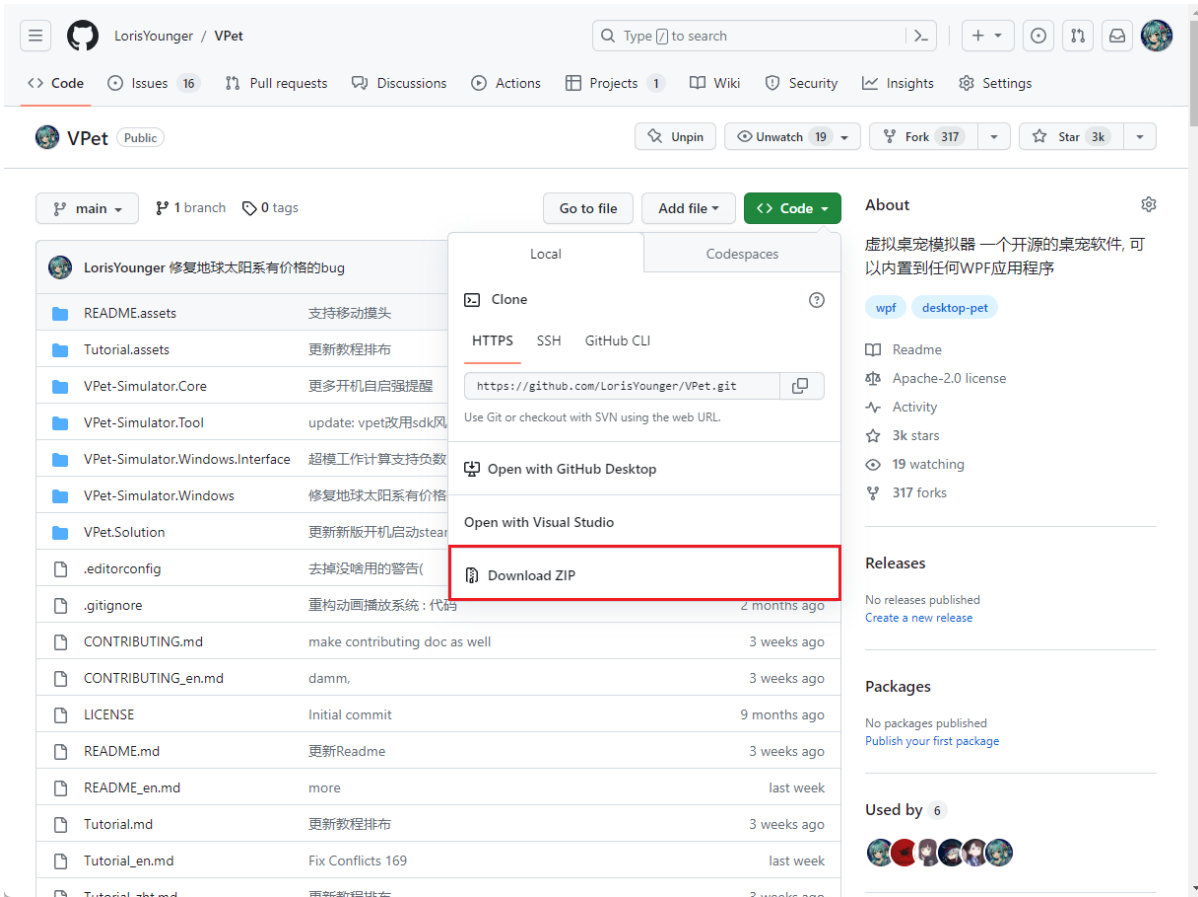 LorisYounger / VPet
Type / to search
Code
Issues 16
Pull requests
Discussions
Actions
Projects 1
Wiki
Security
Insights
Settings
VPet Public
Unpin
Unwatch 19
Fork 317
Star 3k
main
1 branch
0 tags
Go to file
Add file
Code
LorisYounger 修复地球太阳系有价格的bug
README.assets 支持移动摸头
Tutorial.assets 更新教程排布
VPet-Simulator.Core 更多开机自启强提醒
VPet-Simulator.Tool update: vpet改用sdk风
VPet-Simulator.Windows.Interface 超模工作计算支持负数
VPet-Simulator.Windows 修复地球太阳系有价格
VPet.Solution 更新新版开机启动stear
.editorconfig 去掉没啥用的警告(
.gitignore 重构动画播放系统 : 代码 2 months ago
CONTRIBUTING.md make contributing doc as well 3 weeks ago
CONTRIBUTING_en.md damm, 3 weeks ago
LICENSE Initial commit 9 months ago
README.md 更新Readme 3 weeks ago
README_en.md more last week
Tutorial.md 更新教程排布 3 weeks ago
Tutorial_en.md Fix Conflicts 169 last week
Tutorial_zht.md 更新教程排布 3 weeks ago
Local
Codespaces
Clone
HTTPS
SSH
GitHub CLI
https://github.com/LorisYounger/VPet.git
Use Git or checkout with SVN using the web URL.
Open with GitHub Desktop
Open with Visual Studio
Download ZIP
About
虚拟桌宠模拟器 一个开源的桌宠软件, 可
以内置到任何WPF应用程序
wpf
desktop-pet
Readme
Apache-2.0 license
Activity
3k stars
19 watching
317 forks
Releases
No releases published
Create a new release
Packages
No packages published
Publish your first package
Used by 6